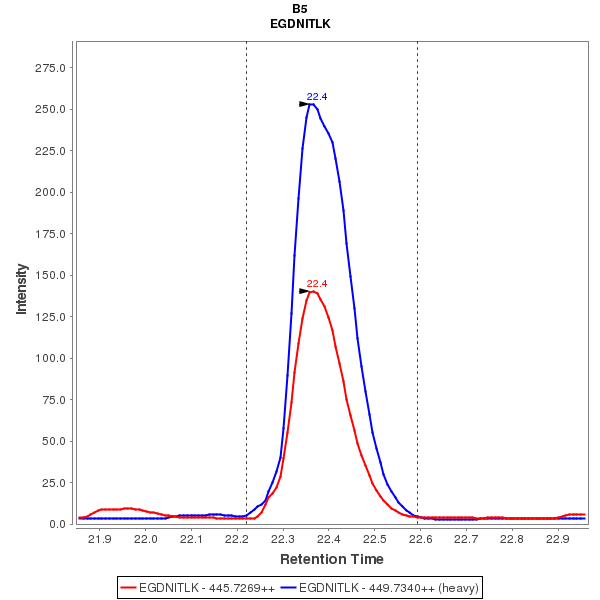 B5
EGDNITLK
275.0
250.0
225.0
200.0
175.0
150.0
125.0
100.0
75.0
50.0
25.0
0.0
Intensity
22.4
22.4
21.9 22.0 22.1 22.2 22.3 22.4 22.5 22.6 22.7 22.8 22.9
Retention Time
EGDNITLK - 445.7269++ EGDNITLK - 449.7340++ (heavy)